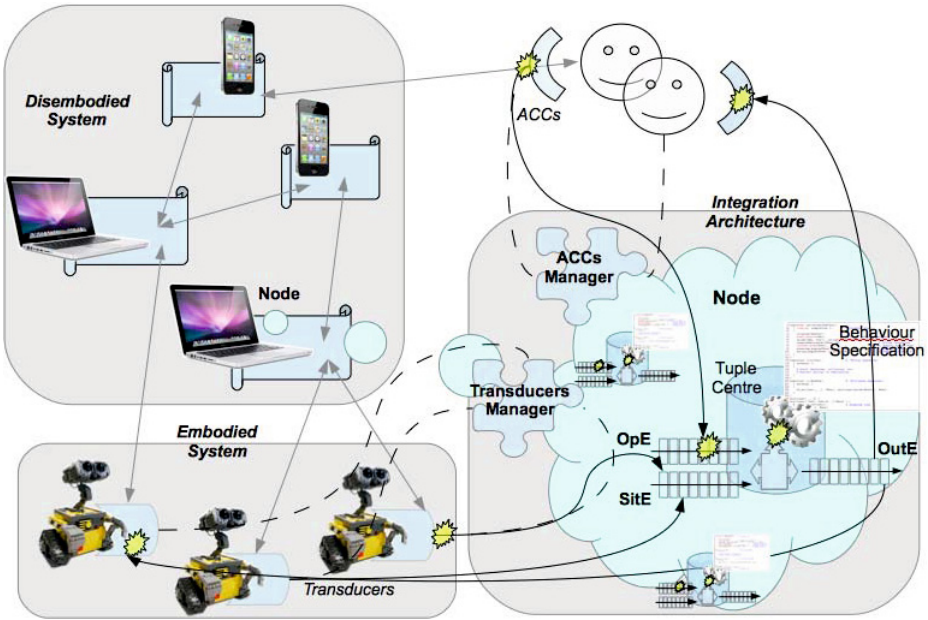 Disembodied
System
ACCs
Integration
Architecture
ACCs
Manager
Node
Node
Behaviour
Specification
Tuple
Centre
Transducers
Manager
OpE
OutE
SitE
Embodied
System
Transducers